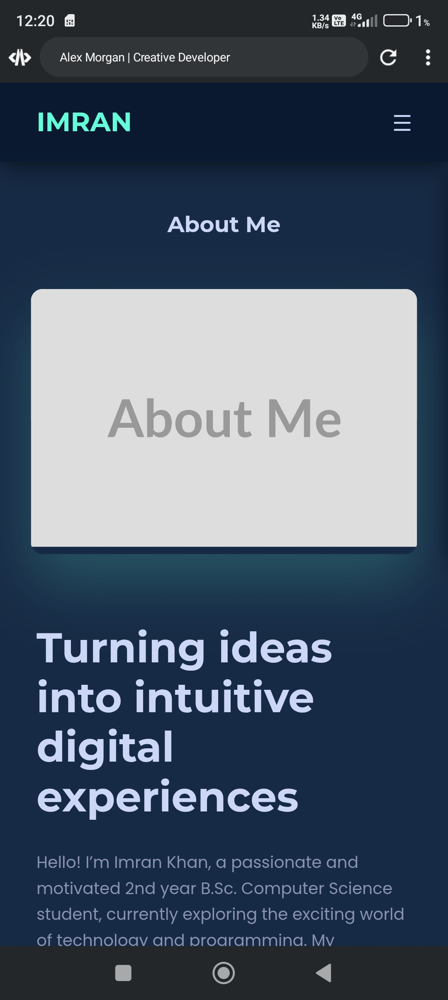 12:20
1.34 KB/s
Vo LTE
4G
1%
Alex Morgan | Creative Developer
IMRAN
About Me
About Me
Turning ideas
into intuitive
digital
experiences
Hello! I’m Imran Khan, a passionate and
motivated 2nd year B.Sc. Computer Science
student, currently exploring the exciting world
of technology and programming. My